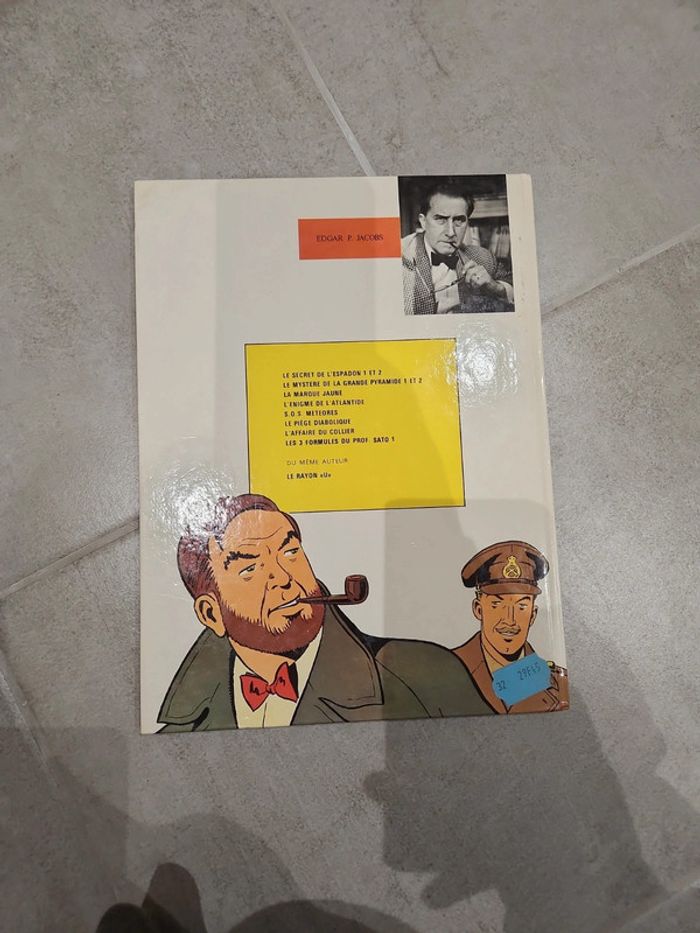 EDGAR P. JACOBS
LE SECRET DE L'ESPADON 1 ET 2
LE MYSTÈRE DE LA GRANDE PYRAMIDE 1 ET 2
LA MARQUE JAUNE
L'ENIGME DE L'ATLANTIDE
S.O.S. METEORES
LE PIÈGE DIABOLIQUE
L'AFFAIRE DU COLLIER
LES 3 FORMULES DU PROF. SATO 1
DU MÊME AUTEUR
LE RAYON «U»
32 29F45